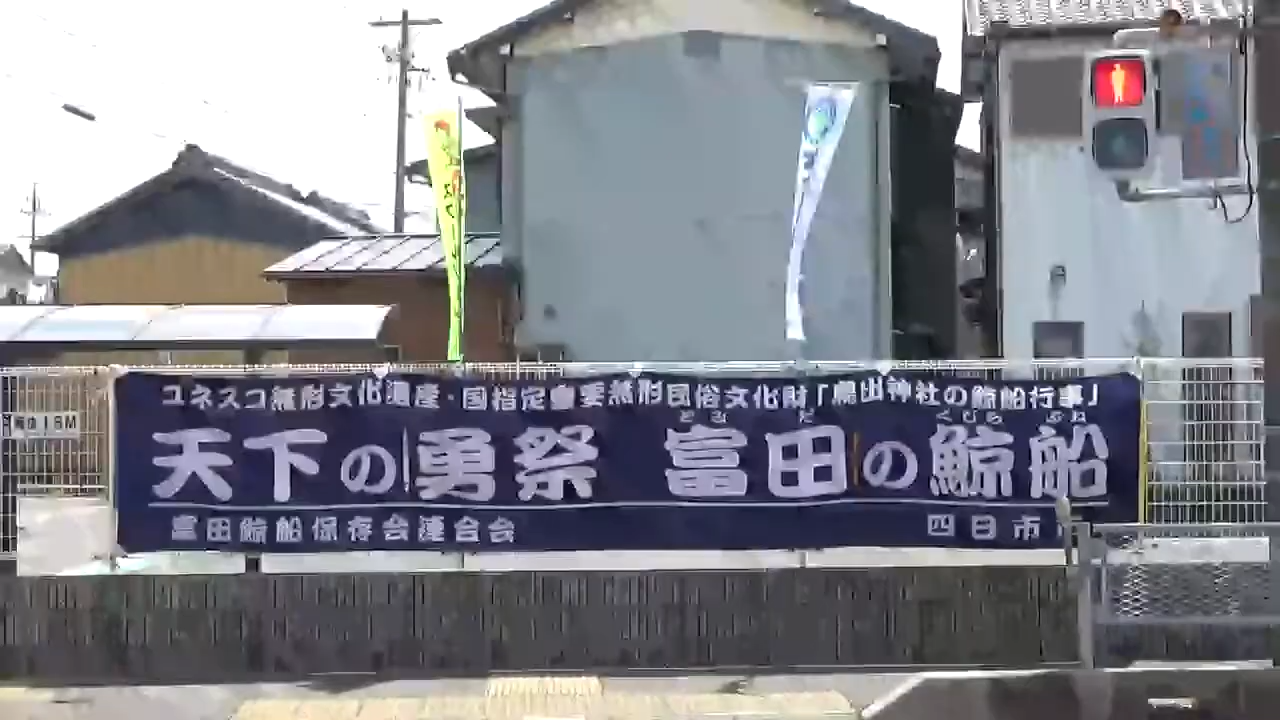 ユネスコ無形文化遺産・国指定重要無形民俗文化財「鳥出神社の鯨船行事」
とみ だ くじら ぶね
天下の勇祭 富田の鯨船
富田鯨船保存会連合会
四日市